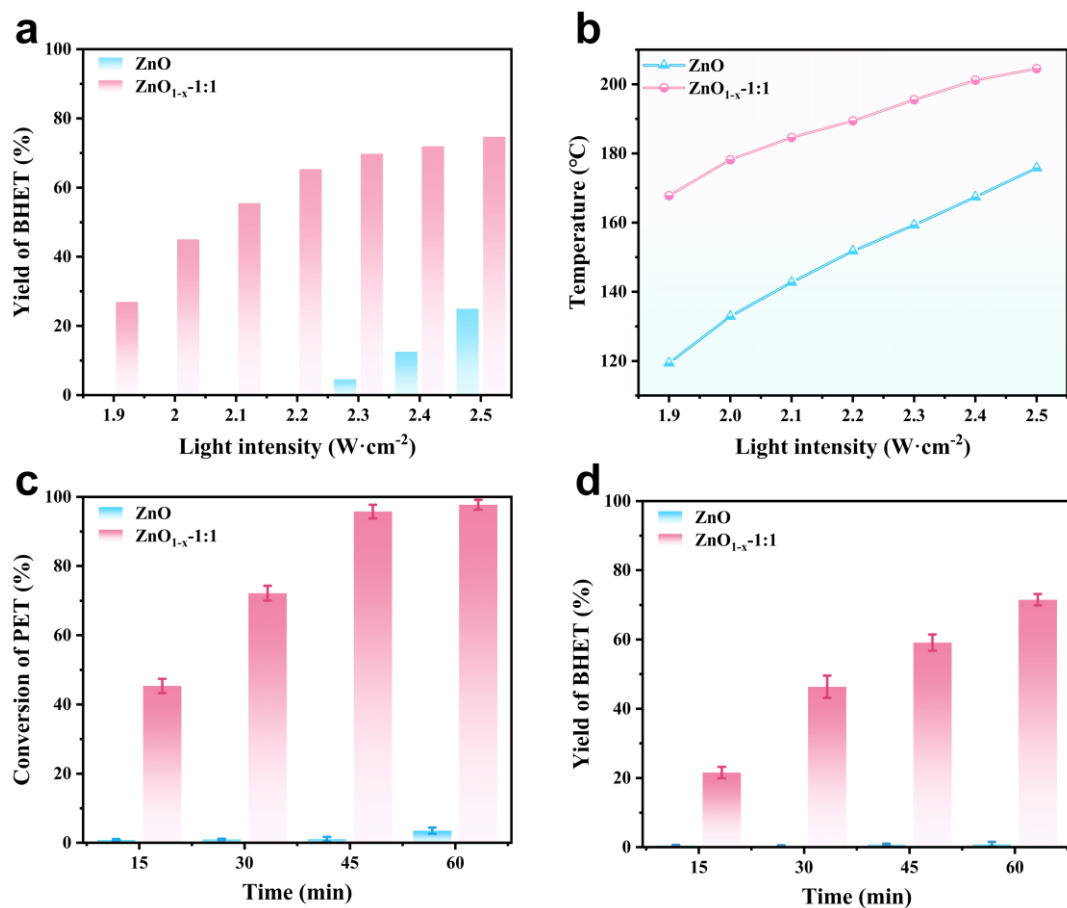 a
100
80
60
40
20
0
Yield of BHET (%)
ZnO
ZnO₁₋ₓ-1:1
1.9 2 2.1 2.2 2.3 2.4 2.5
Light intensity (W·cm⁻²)
b
200
180
160
140
120
Temperature (°C)
ZnO
ZnO₁₋ₓ-1:1
1.9 2.0 2.1 2.2 2.3 2.4 2.5
Light intensity (W·cm⁻²)
c
100
80
60
40
20
0
Conversion of PET (%)
ZnO
ZnO₁₋ₓ-1:1
15 30 45 60
Time (min)
d
100
80
60
40
20
0
Yield of BHET (%)
ZnO
ZnO₁₋ₓ-1:1
15 30 45 60
Time (min)